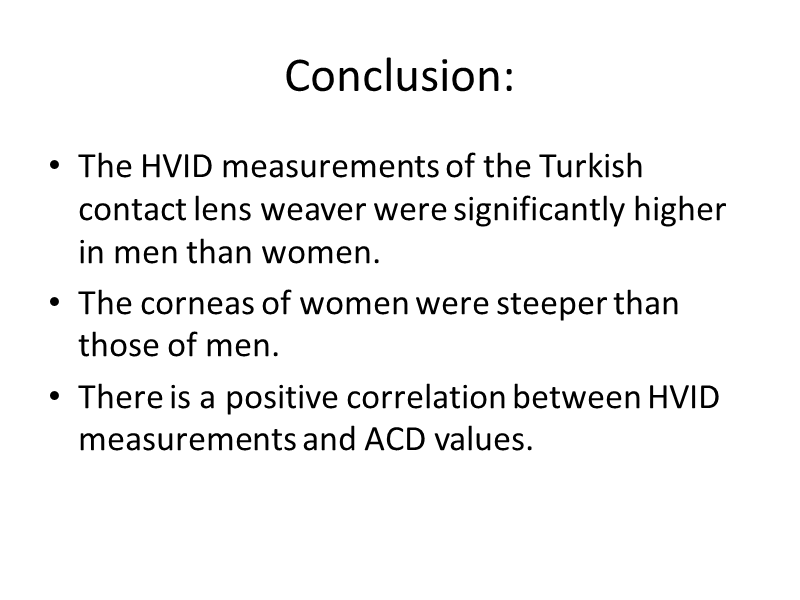 Conclusion:
• The HVID measurements of the Turkish
contact lens weaver were significantly higher
in men than women.
• The corneas of women were steeper than
those of men.
• There is a positive correlation between HVID
measurements and ACD values.